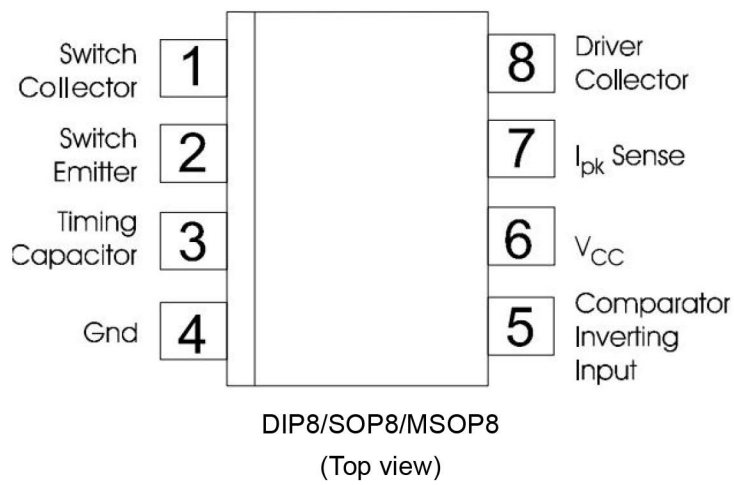 Switch
Collector
1
Switch
Emitter
2
Timing
Capacitor
3
Gnd
4
8
Driver
Collector
7
Ipk Sense
6
VCC
5
Comparator
Inverting
Input
DIP8/SOP8/MSOP8
(Top view)